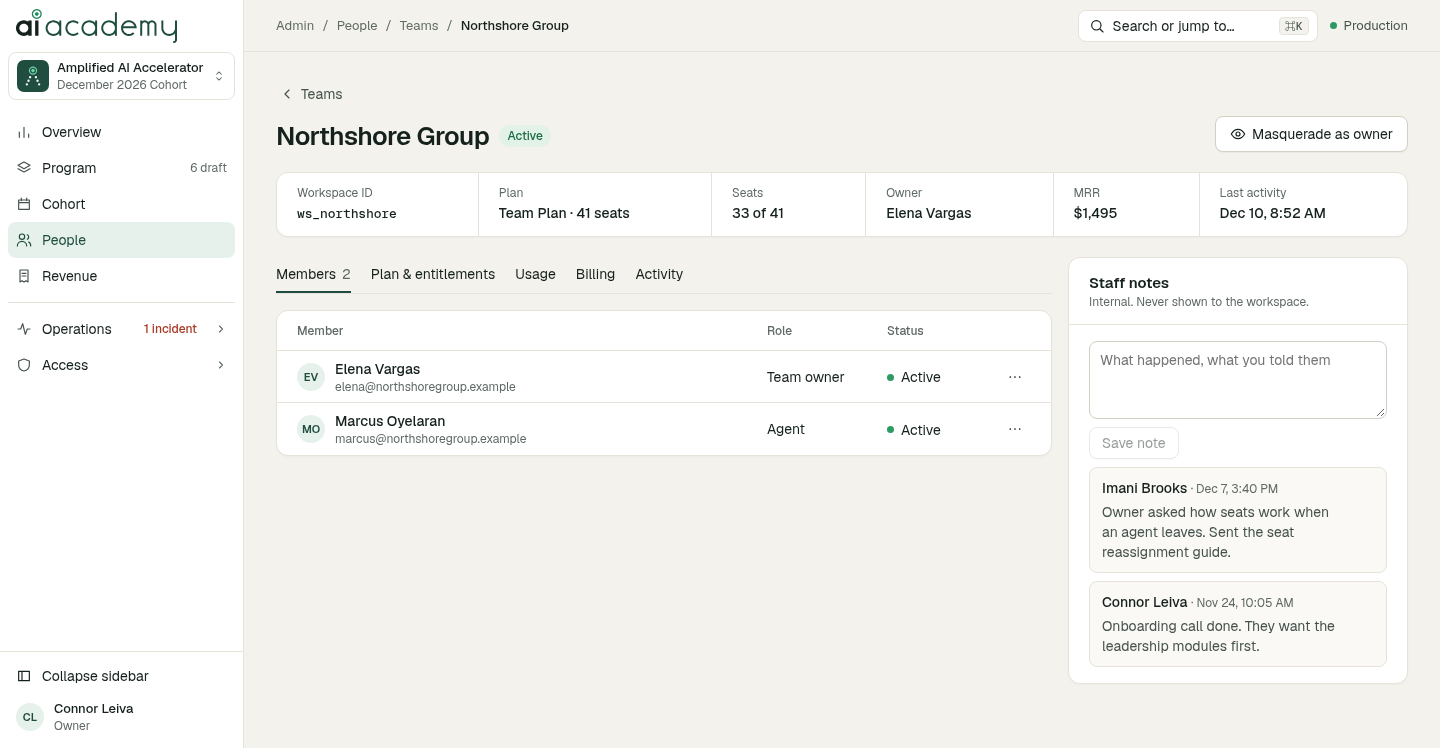 ai academy
Amplified AI Accelerator
December 2026 Cohort
Overview
Program 6 draft
Cohort
People
Revenue
Operations 1 incident
Access
Collapse sidebar
CL
Connor Leiva
Owner
Admin / People / Teams / Northshore Group
Search or jump to… ⌘K
Production
Teams
Northshore Group Active
Masquerade as owner
Workspace ID Plan Seats Owner MRR Last activity
ws_northshore Team Plan · 41 seats 33 of 41 Elena Vargas $1,495 Dec 10, 8:52 AM
Members 2 Plan & entitlements Usage Billing Activity
Member Role Status
EV Elena Vargas Team owner Active
elena@northshoregroup.example
MO Marcus Oyelaran Agent Active
marcus@northshoregroup.example
Staff notes
Internal. Never shown to the workspace.
What happened, what you told them
Save note
Imani Brooks · Dec 7, 3:40 PM
Owner asked how seats work when
an agent leaves. Sent the seat
reassignment guide.
Connor Leiva · Nov 24, 10:05 AM
Onboarding call done. They want the
leadership modules first.